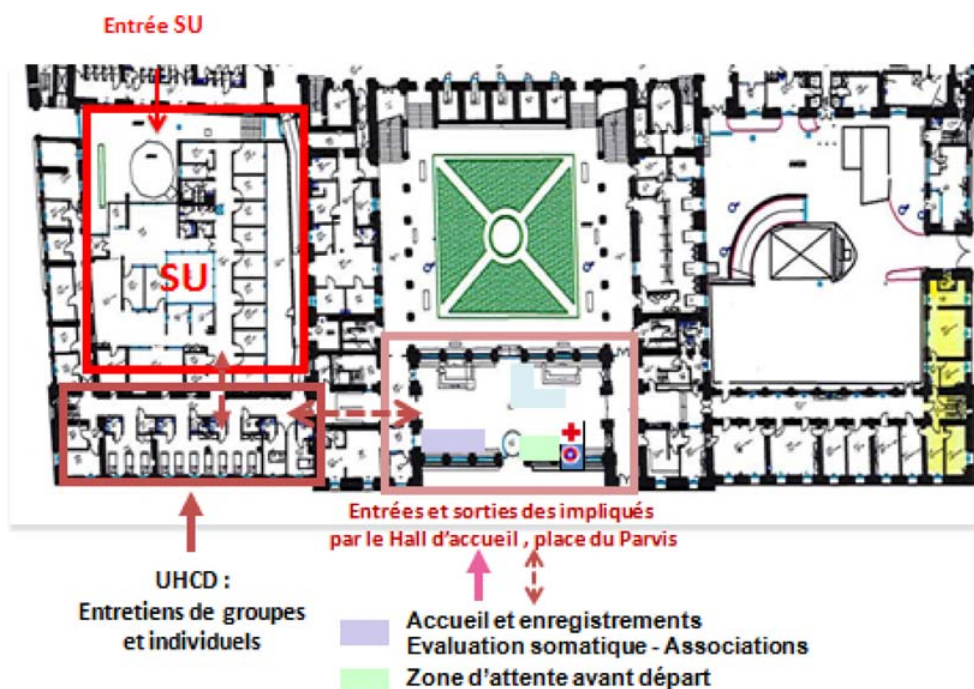 Entrée SU
SU
Entrées et sorties des impliqués
par le Hall d'accueil , place du Parvis
UHCD :
Entretiens de groupes
et individuels
Accueil et enregistrements
Evaluation somatique - Associations
Zone d'attente avant départ